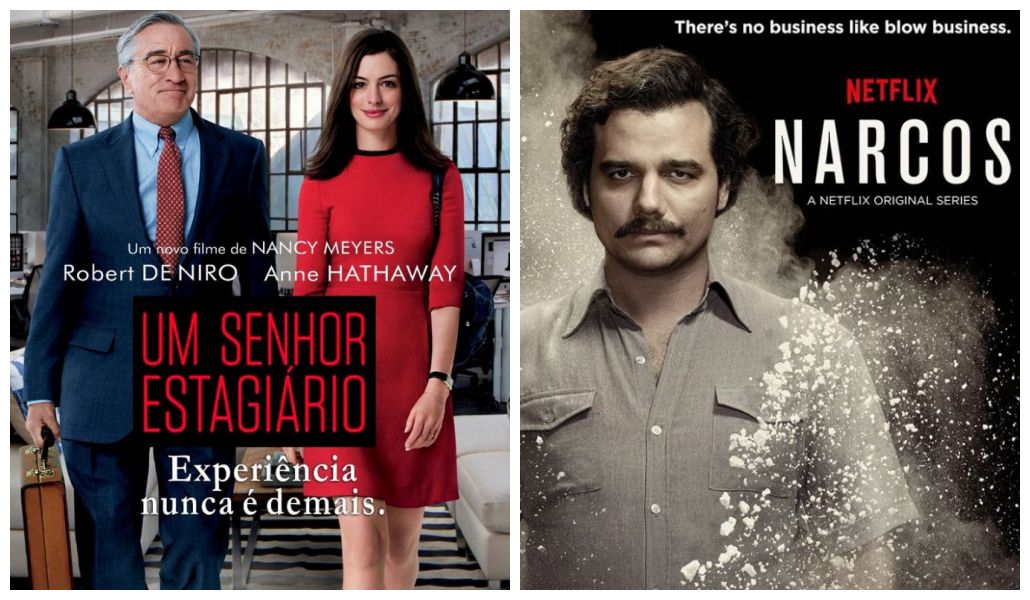 Um novo filme de NANCY MEYERS
Robert DE NIRO Anne HATHAWAY
UM SENHOR
ESTAGIÁRIO
Experiência
nunca é demais.
There's no business like blow business.
NETFLIX
NARCOS
A NETFLIX ORIGINAL SERIES